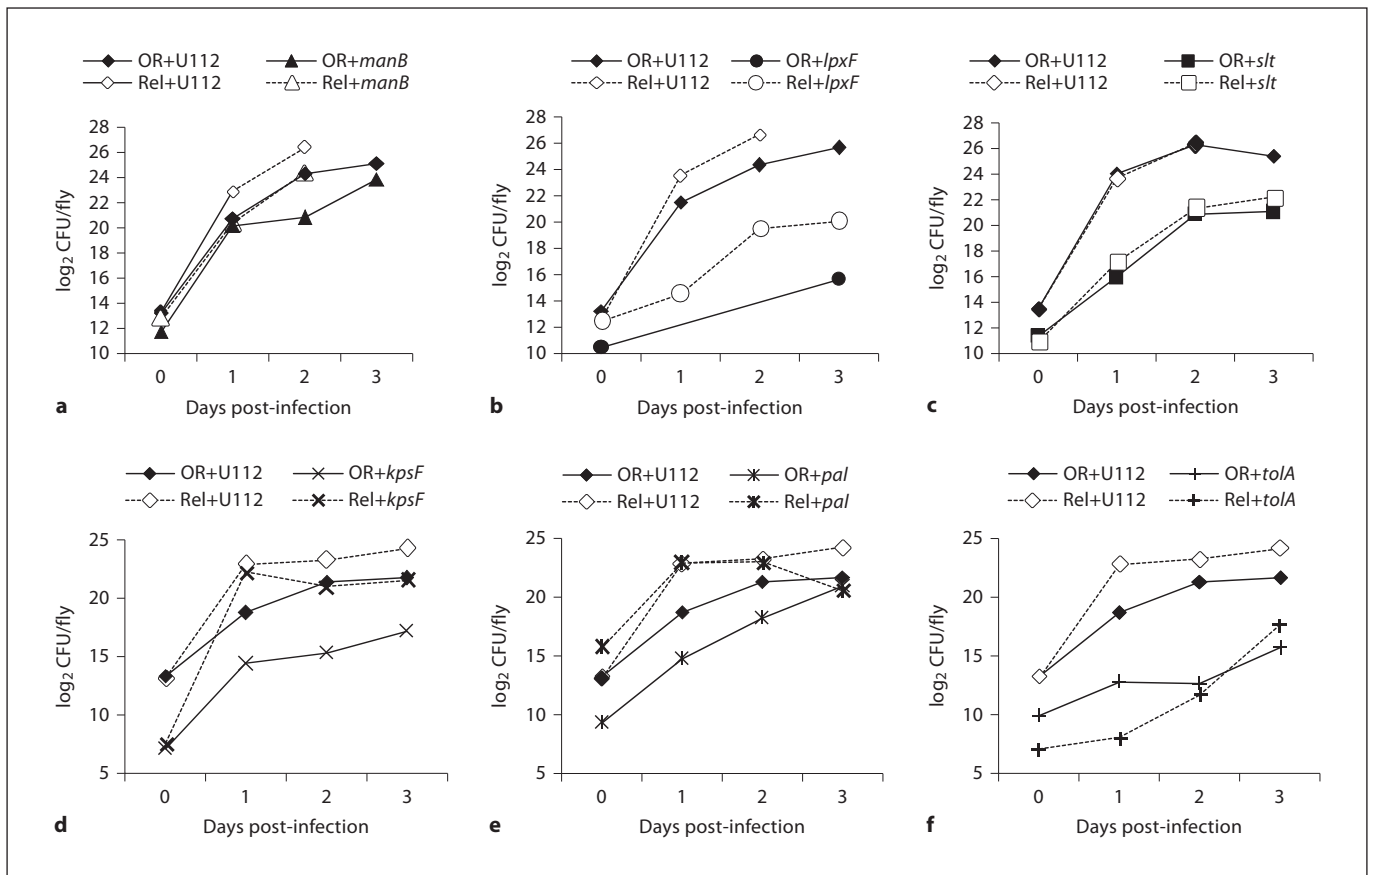 OR+U112 OR+manB
Rel+U112 Rel+manB
log2 CFU/fly
28
26
24
22
20
18
16
14
12
10
0 1 2 3
a Days post-infection
OR+U112 OR+lpxF
Rel+U112 Rel+lpxF
log2 CFU/fly
28
26
24
22
20
18
16
14
12
10
0 1 2 3
b Days post-infection
OR+U112 OR+slt
Rel+U112 Rel+slt
log2 CFU/fly
28
26
24
22
20
18
16
14
12
10
0 1 2 3
c Days post-infection
OR+U112 OR+kpsF
Rel+U112 Rel+kpsF
log2 CFU/fly
25
20
15
10
5
0 1 2 3
d Days post-infection
OR+U112 OR+pal
Rel+U112 Rel+pal
log2 CFU/fly
25
20
15
10
5
0 1 2 3
e Days post-infection
OR+U112 OR+tolA
Rel+U112 Rel+tolA
log2 CFU/fly
25
20
15
10
5
0 1 2 3
f Days post-infection